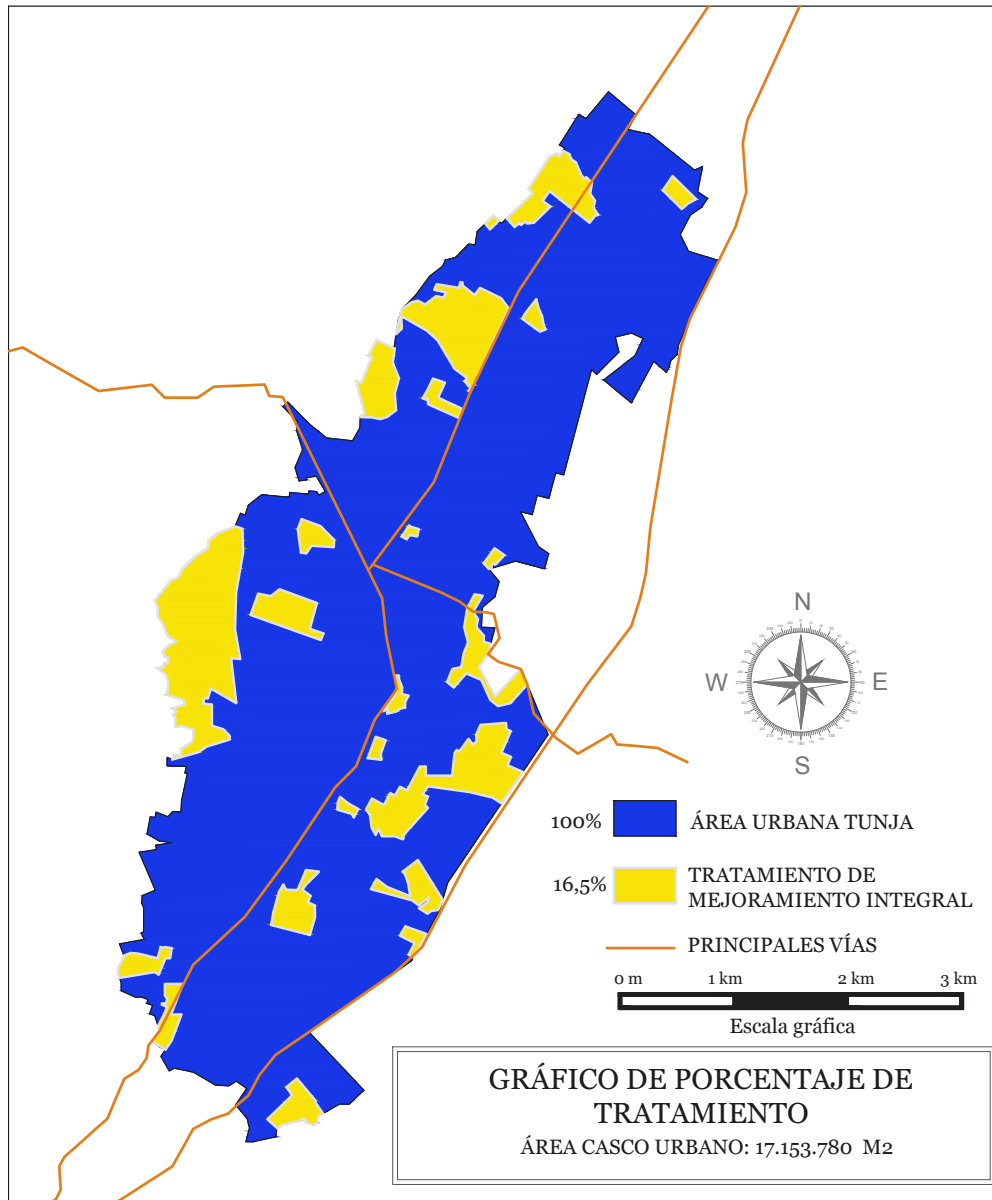 N
W
E
S
100%
ÁREA URBANA TUNJA
16,5%
TRATAMIENTO DE
MEJORAMIENTO INTEGRAL
PRINCIPALES VÍAS
0 m 1 km 2 km 3 km
Escala gráfica
GRÁFICO DE PORCENTAJE DE
TRATAMIENTO
ÁREA CASCO URBANO: 17.153.780 M2